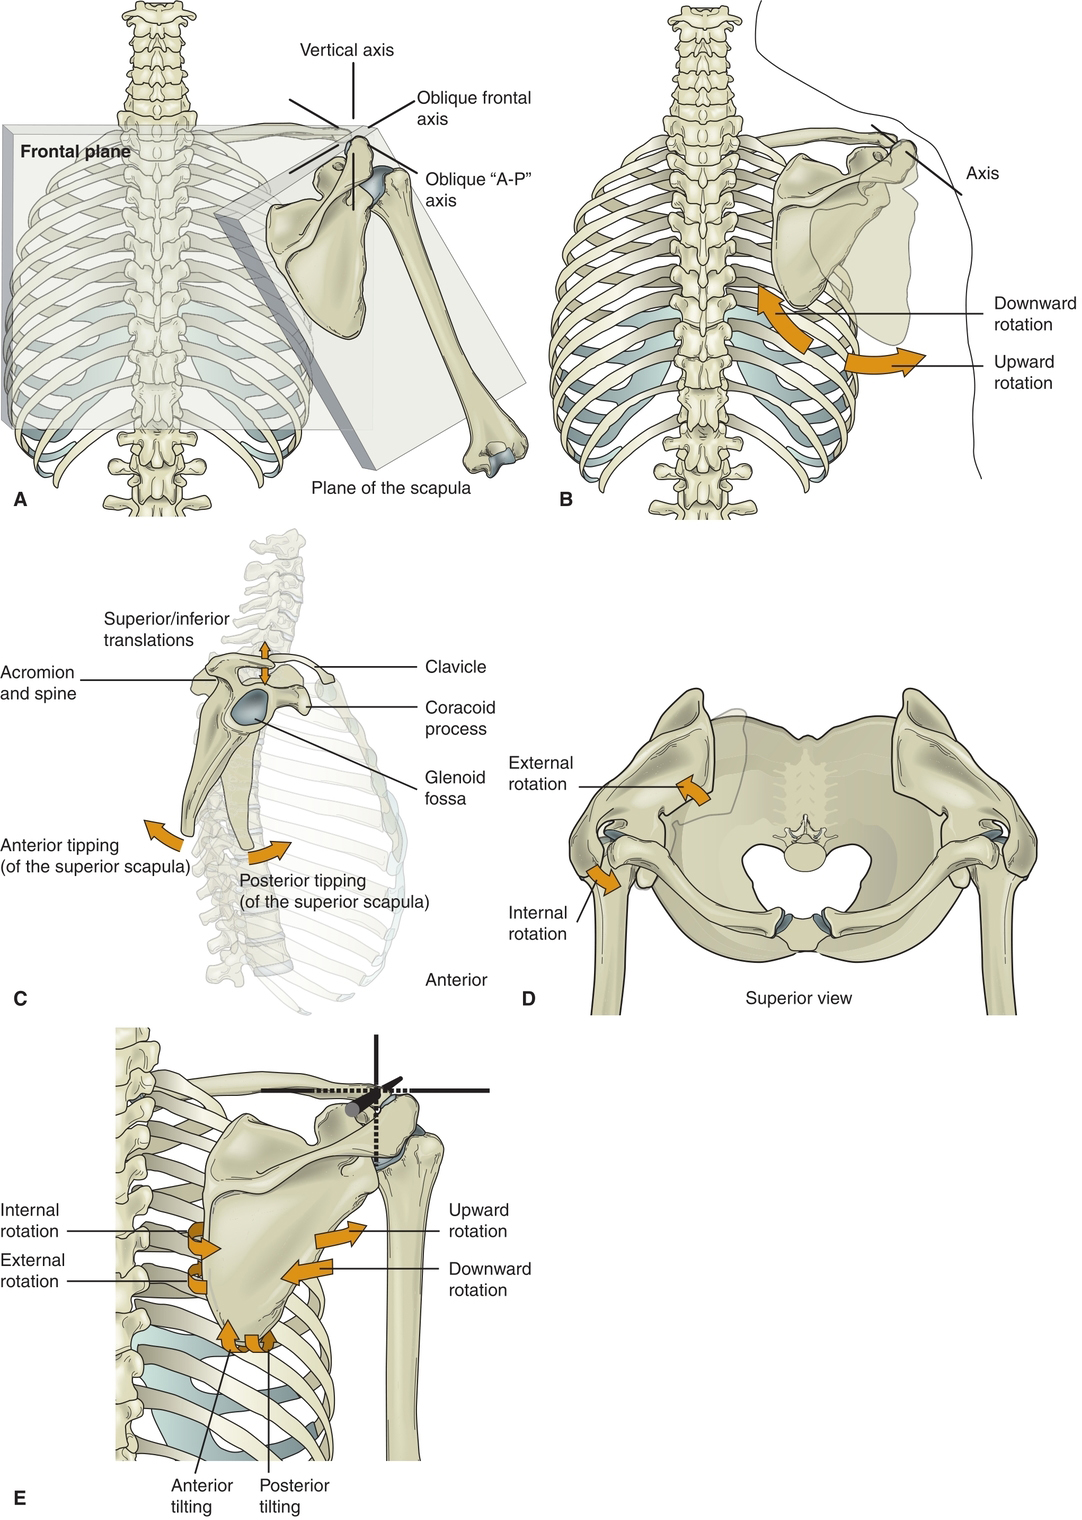 Vertical axis
Oblique frontal
axis
Frontal plane
Oblique “A-P”
axis
Plane of the scapula
A
Axis
Downward
rotation
Upward
rotation
B
Superior/inferior
translations
Acromion
and spine
Clavicle
Coracoid
process
Glenoid
fossa
Anterior tipping
(of the superior scapula)
Posterior tipping
(of the superior scapula)
Anterior
C
External
rotation
Internal
rotation
Superior view
D
Internal
rotation
External
rotation
Upward
rotation
Downward
rotation
Anterior
tilting
Posterior
tilting
E